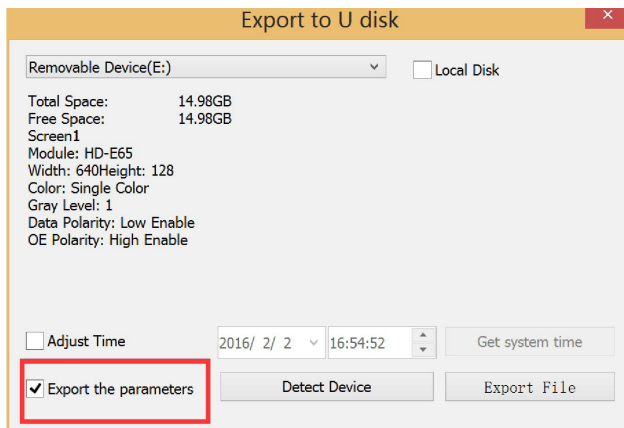 Export to U disk
Removable Device(E:)
Local Disk
Total Space: 14.98GB
Free Space: 14.98GB
Screen1
Module: HD-E65
Width: 640Height: 128
Color: Single Color
Gray Level: 1
Data Polarity: Low Enable
OE Polarity: High Enable
Adjust Time 2016/ 2/ 2 16:54:52 Get system time
Export the parameters Detect Device Export File